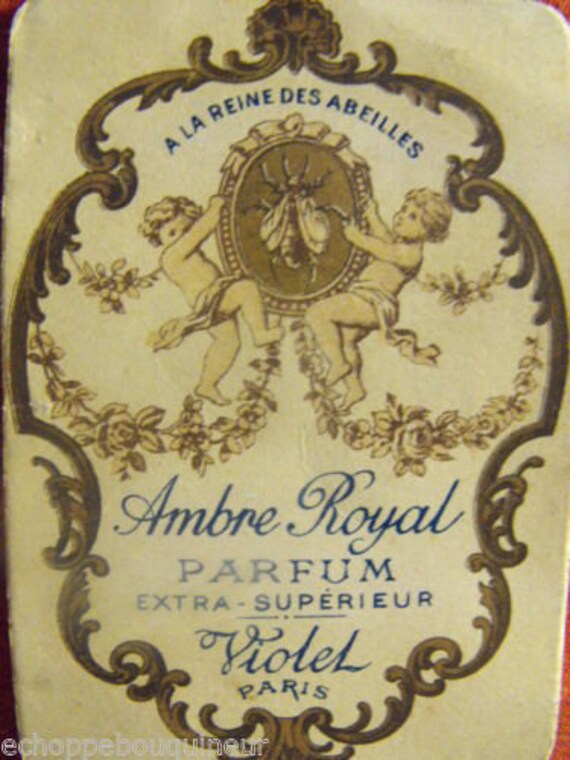 A LA REINE DES ABEILLES
Ambre Royal
PARFUM
EXTRA-SUPÉRIEUR
Violet
PARIS
echoppebouquineur